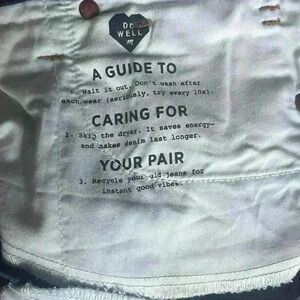 DO
WELL
m
A GUIDE TO
1. Wait it out. Don't wash after
each wear (seriously, try every 10x).
CARING FOR
2. Skip the dryer. It saves energy—
and makes denim last longer.
YOUR PAIR
3. Recycle your old jeans for
instant good vibes.